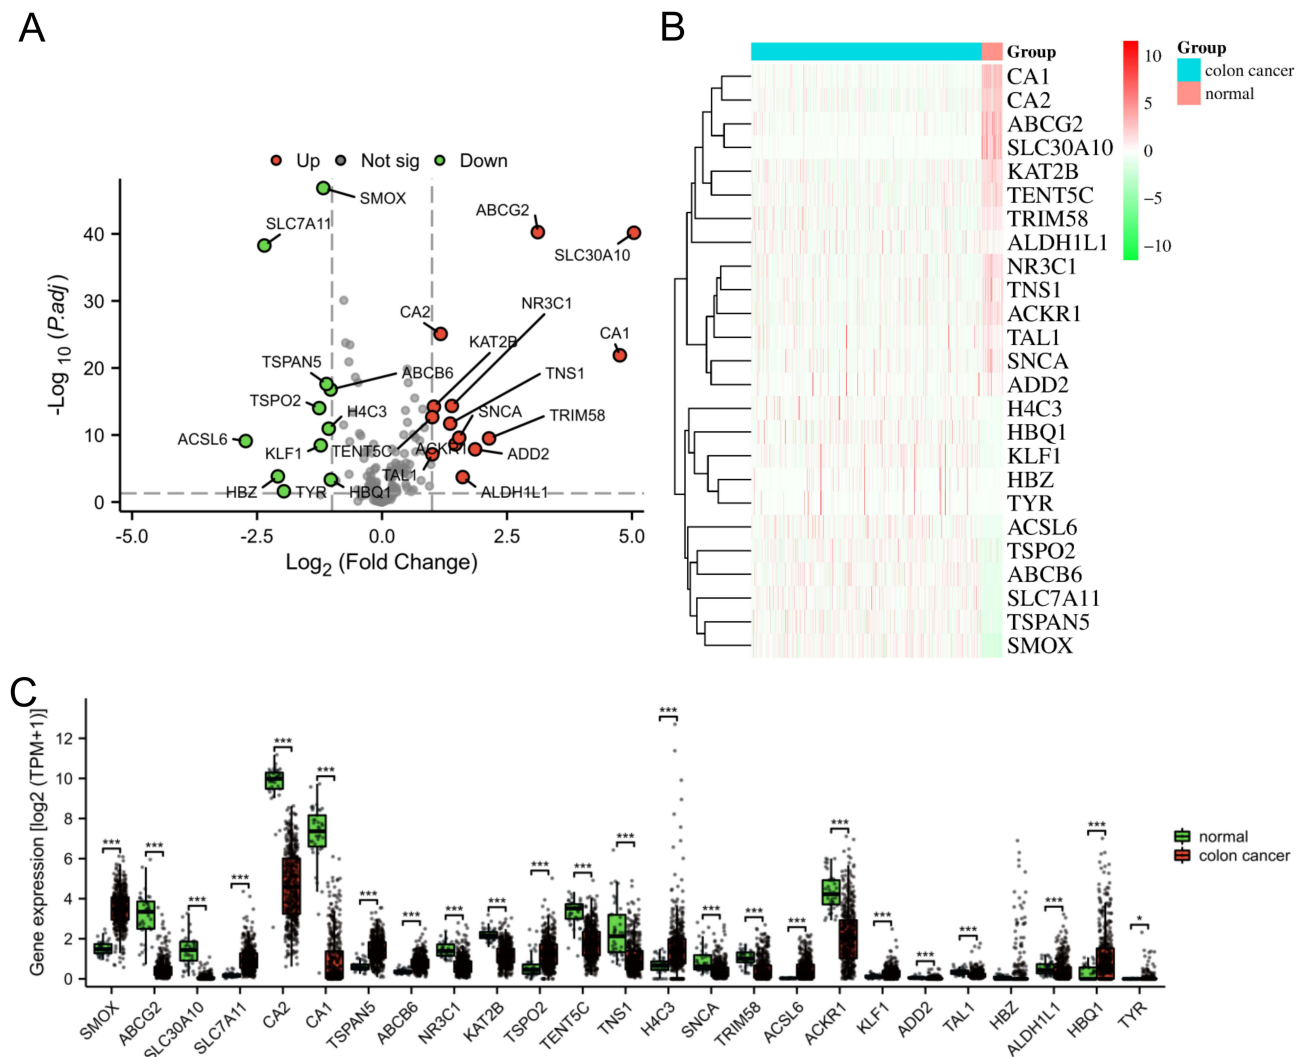 A
Up Not sig Down
SMOX
SLC7A11
ABCG2
SLC30A10
NR3C1
CA2
KAT2B
CA1
TSPAN5
ABCB6
TNS1
TSPO2
H4C3
SNCA
TRIM58
ACSL6
KLF1
TENT5C
ACKR1
ADD2
TAL1
HBZ
TYR
HBQ1
ALDH1L1
40
30
20
10
0
-Log 10 (P.adj)
-5.0 -2.5 0.0 2.5 5.0
Log2 (Fold Change)
B
Group
CA1
CA2
ABCG2
SLC30A10
KAT2B
TENT5C
TRIM58
ALDH1L1
NR3C1
TNS1
ACKR1
TAL1
SNCA
ADD2
H4C3
HBQ1
KLF1
HBZ
TYR
ACSL6
TSPO2
ABCB6
SLC7A11
TSPAN5
SMOX
10
5
0
−5
−10
Group
colon cancer
normal
C
Gene expression [log2 (TPM+1)]
12
10
8
6
4
2
0
*** *** *** *** *** *** *** *** *** *** *** *** *** *** *** *** *** *** *** *** *** *** *** *
SMOX ABCG2 SLC30A10 SLC7A11 CA2 CA1 TSPAN5 ABCB6 NR3C1 KAT2B TSPO2 TENT5C TNS1 H4C3 SNCA TRIM58 ACSL6 ACKR1 KLF1 ADD2 TAL1 HBZ ALDH1L1 HBQ1 TYR
normal
colon cancer